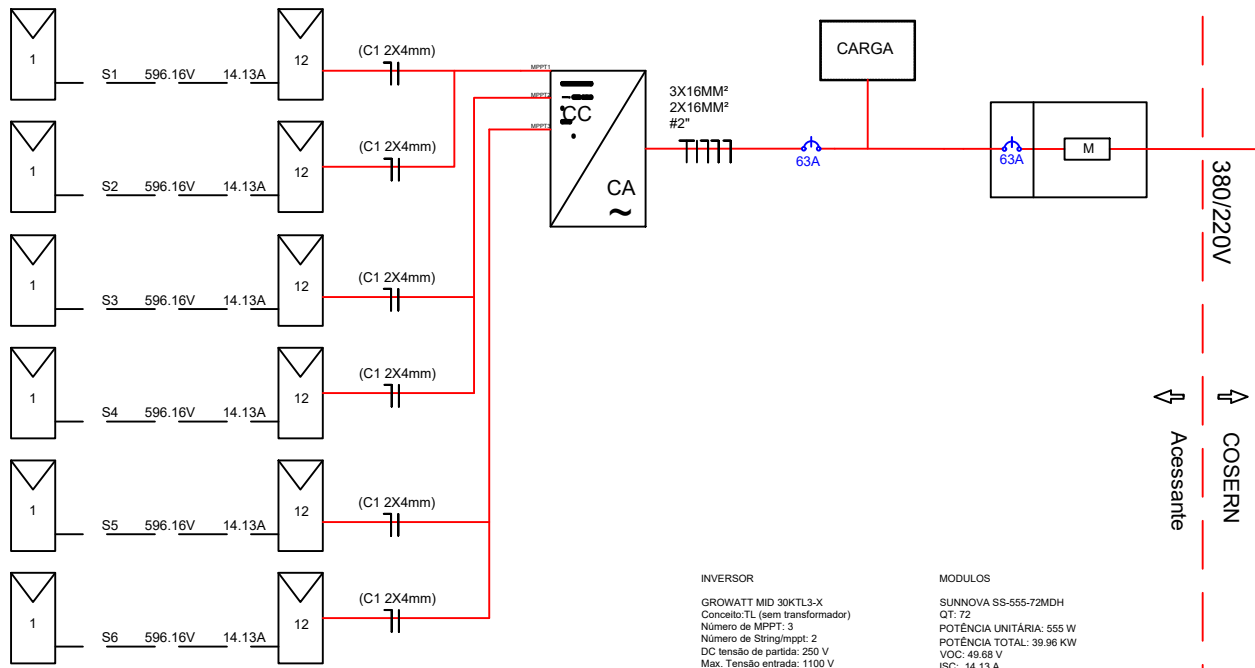 1
S1 596.16V 14.13A
12
(C1 2X4mm)
1
S2 596.16V 14.13A
12
(C1 2X4mm)
1
S3 596.16V 14.13A
12
(C1 2X4mm)
1
S4 596.16V 14.13A
12
(C1 2X4mm)
1
S5 596.16V 14.13A
12
(C1 2X4mm)
1
S6 596.16V 14.13A
12
(C1 2X4mm)
MPPT1
MPPT2
MPPT3
CC
CA
~
3X16MM²
2X16MM²
#2"
63A
CARGA
63A
M
380/220V
COSERN
Acessante
INVERSOR
GROWATT MID 30KTL3-X
Conceito:TL (sem transformador)
Número de MPPT: 3
Número de String/mppt: 2
DC tensão de partida: 250 V
Max. Tensão entrada: 1100 V
MODULOS
SUNNOVA SS-555-72MDH
QT: 72
POTÊNCIA UNITÁRIA: 555 W
POTÊNCIA TOTAL: 39.96 KW
VOC: 49.68 V
ISC: 14.13 A